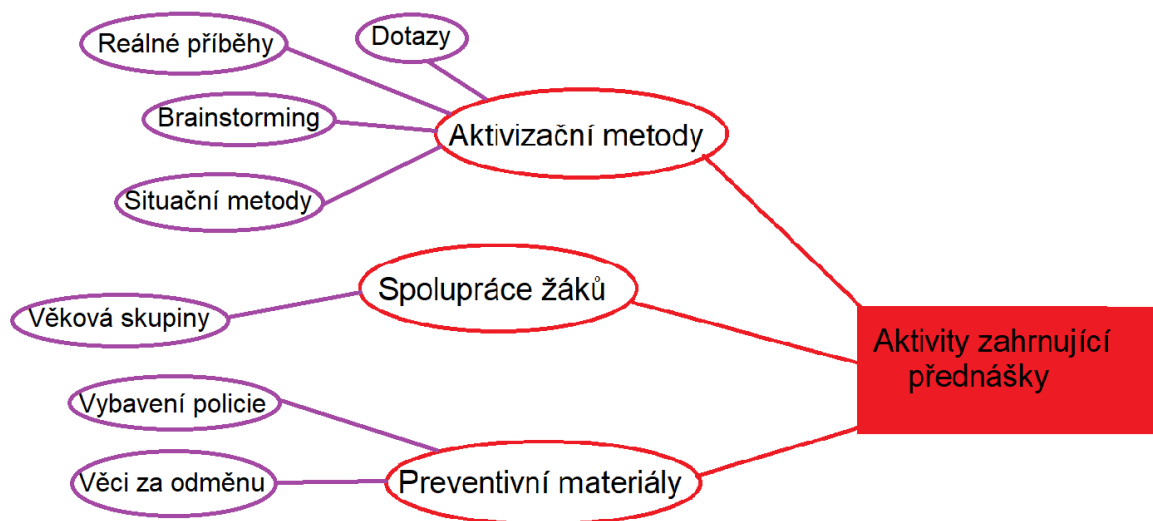 Reálné příběhy
Dotazy
Brainstorming
Aktivizační metody
Situační metody
Spolupráce žáků
Věková skupiny
Aktivity zahrnující
přednášky
Vybavení policie
Věci za odměnu
Preventivní materiály